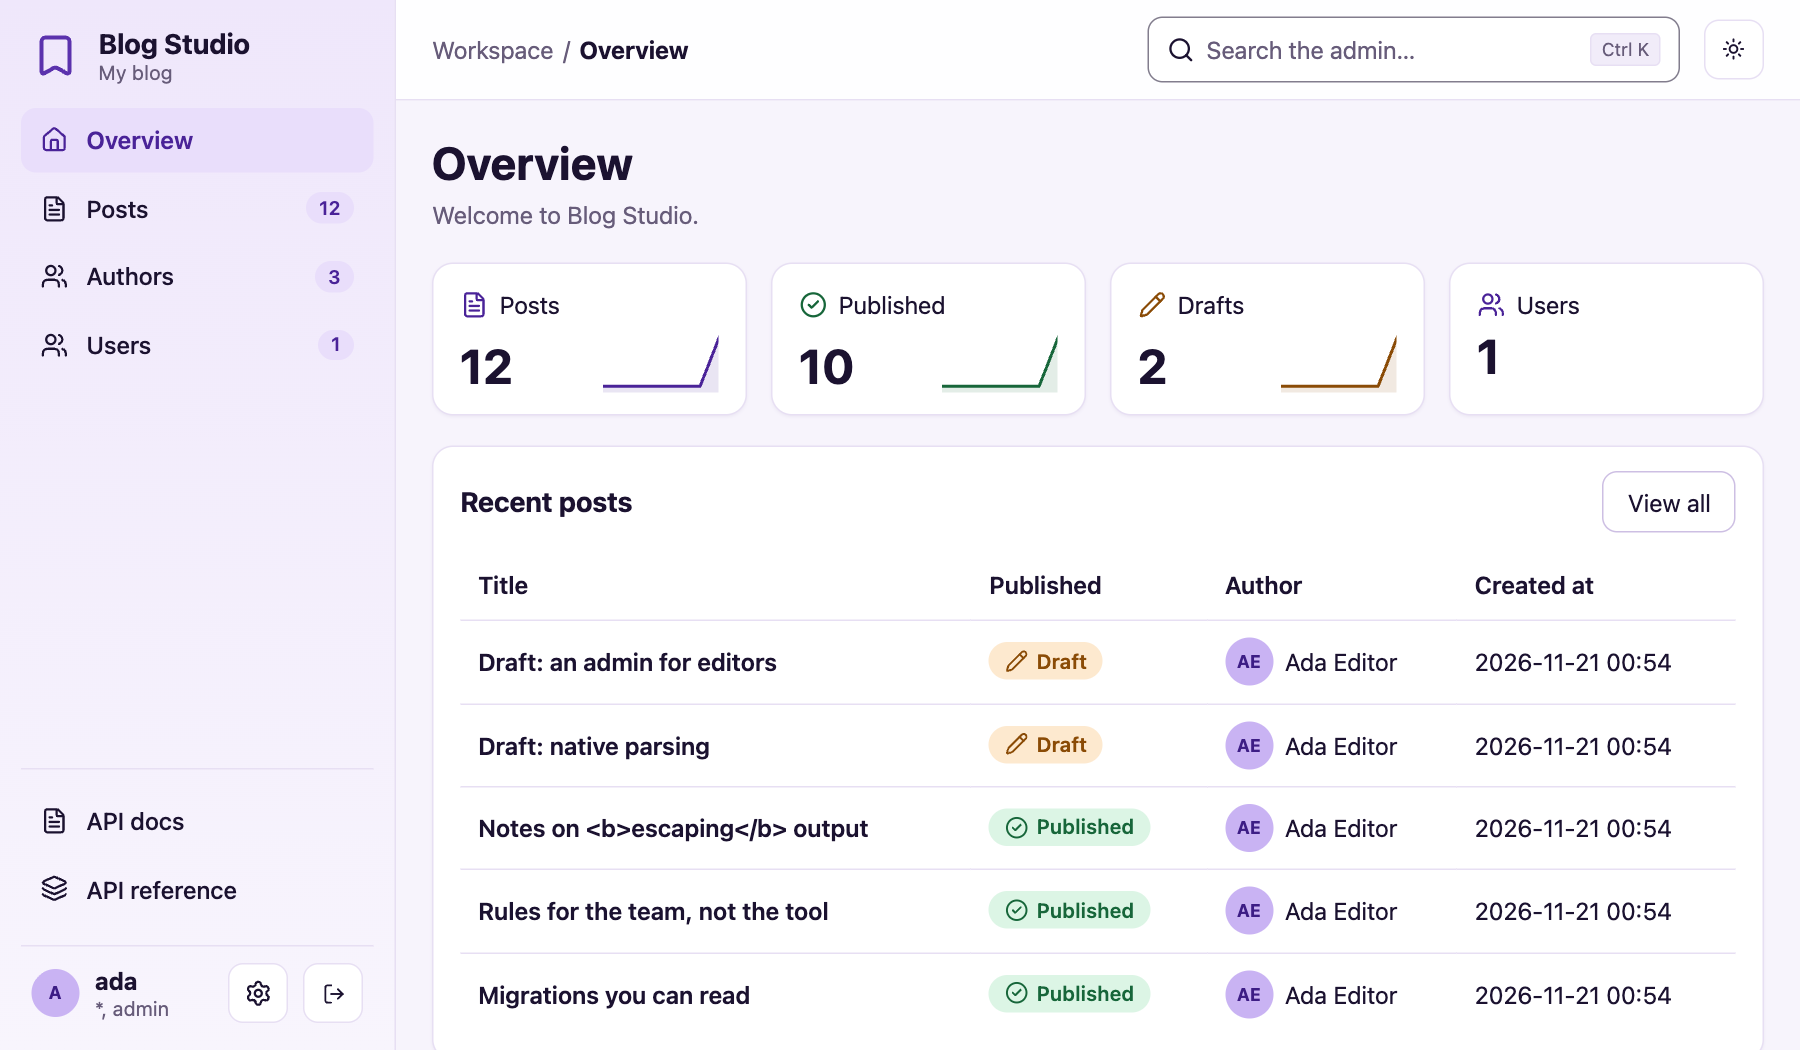 Blog Studio
My blog
Overview
Posts 12
Authors 3
Users 1
API docs
API reference
A
ada
*, admin
Workspace / Overview
Search the admin... Ctrl K
Overview
Welcome to Blog Studio.
Posts
12
Published
10
Drafts
2
Users
1
Recent posts
View all
Title Published Author Created at
Draft: an admin for editors Draft AE Ada Editor 2026-11-21 00:54
Draft: native parsing Draft AE Ada Editor 2026-11-21 00:54
Notes on <b>escaping</b> output Published AE Ada Editor 2026-11-21 00:54
Rules for the team, not the tool Published AE Ada Editor 2026-11-21 00:54
Migrations you can read Published AE Ada Editor 2026-11-21 00:54